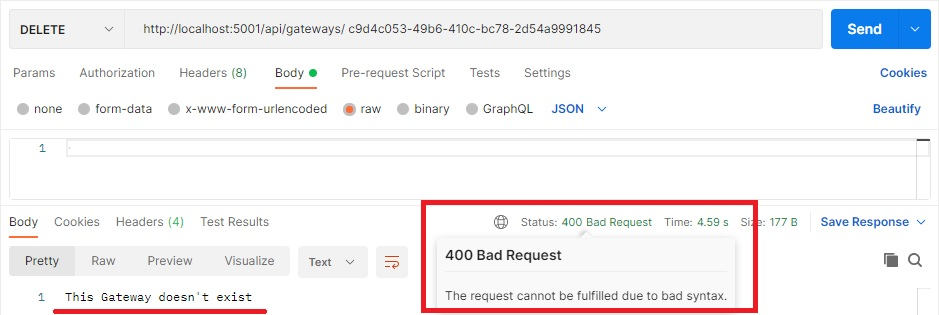 DELETE http://localhost:5001/api/gateways/ c9d4c053-49b6-410c-bc78-2d54a9991845 Send
Params Authorization Headers (8) Body Pre-request Script Tests Settings Cookies
none form-data x-www-form-urlencoded raw binary GraphQL JSON Beautify
1
Body Cookies Headers (4) Test Results Status: 400 Bad Request Time: 4.59 s Size: 177 B Save Response
Pretty Raw Preview Visualize Text
400 Bad Request
The request cannot be fulfilled due to bad syntax.
1 This Gateway doesn't exist